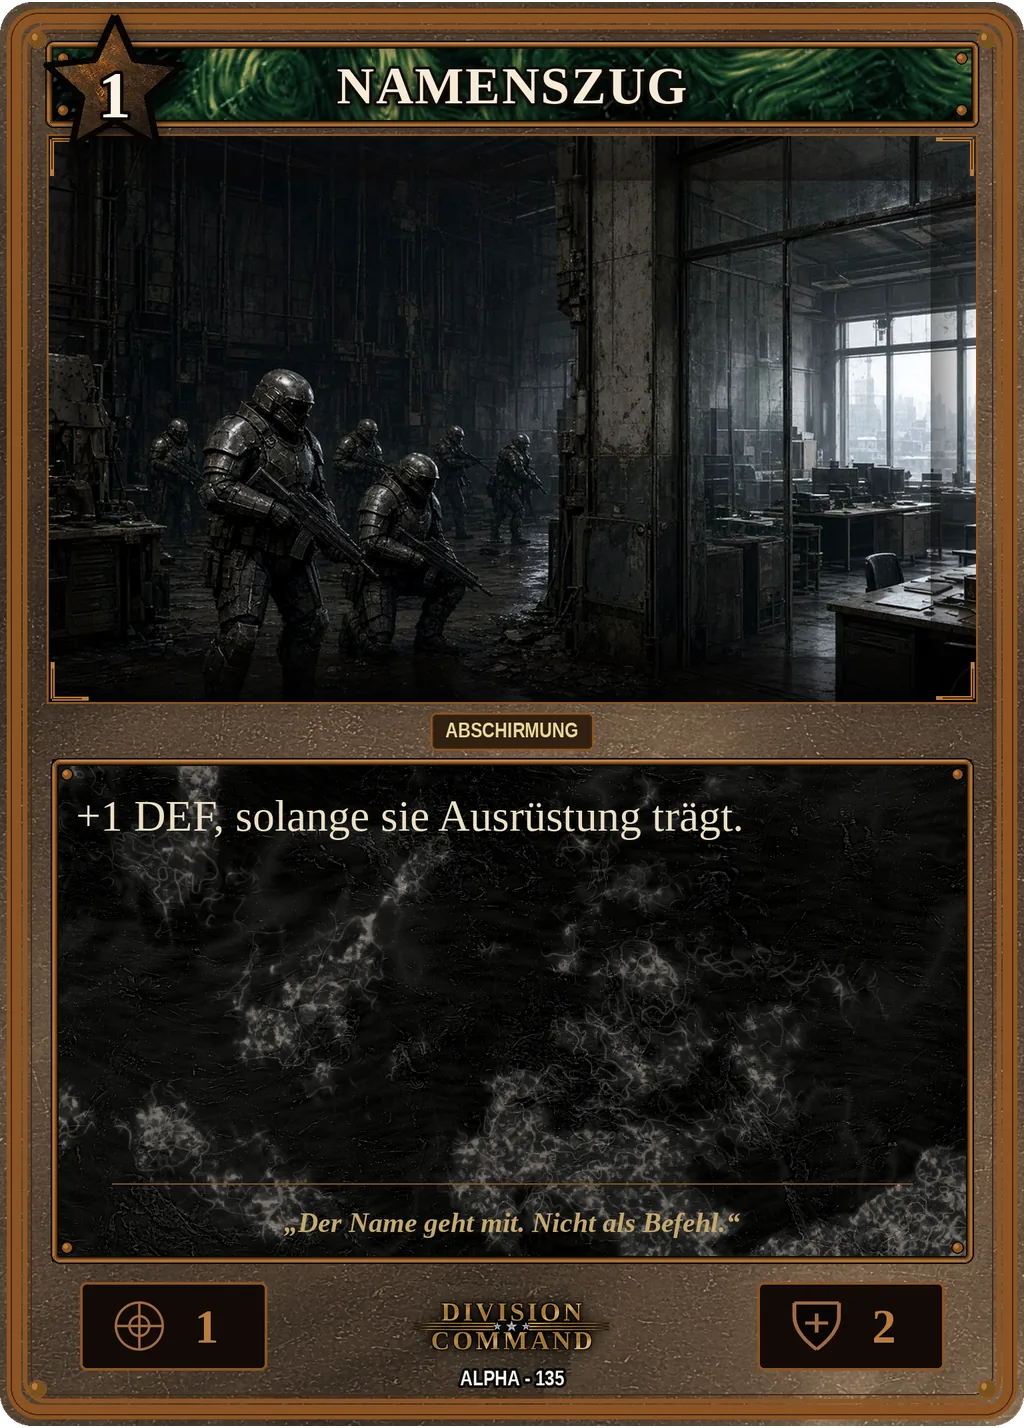 1
NAMENSZUG
ABSCHIRMUNG
+1 DEF, solange sie Ausrüstung trägt.
„Der Name geht mit. Nicht als Befehl.“
1
DIVISION
COMMAND
2
ALPHA - 135